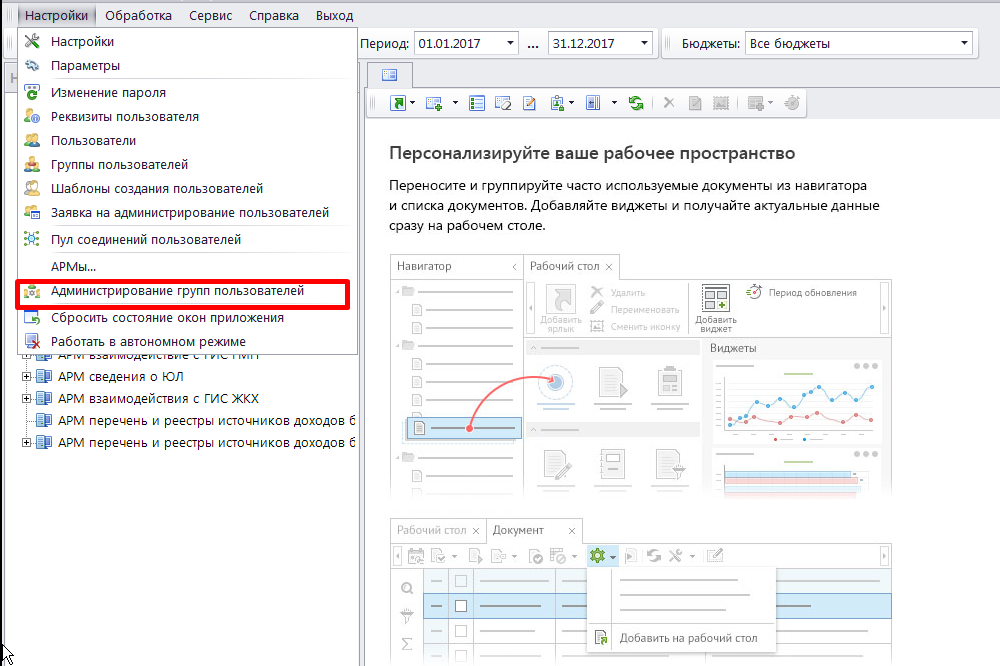 Настройки Обработка Сервис Справка Выход
Период: 01.01.2017 ... 31.12.2017 Бюджеты: Все бюджеты
Настройки
Параметры
Изменение пароля
Реквизиты пользователя
Пользователи
Группы пользователей
Шаблоны создания пользователей
Заявка на администрирование пользователей
Пул соединений пользователей
АРМы...
Администрирование групп пользователей
Сбросить состояние окон приложения
Работать в автономном режиме
АРМ взаимодействие с ГИС ГМП
АРМ сведения о ЮЛ
АРМ взаимодействия с ГИС ЖКХ
АРМ перечень и реестры источников доходов б
АРМ перечень и реестры источников доходов б
Персонализируйте ваше рабочее пространство
Переносите и группируйте часто используемые документы из навигатора
и списка документов. Добавляйте виджеты и получайте актуальные данные
сразу на рабочем столе.
Навигатор
Рабочий стол
Добавить
ярлык
Удалить
Переименовать
Сменить иконку
Добавить
виджет
Период обновления
Виджеты
Рабочий стол Документ
Добавить на рабочий стол